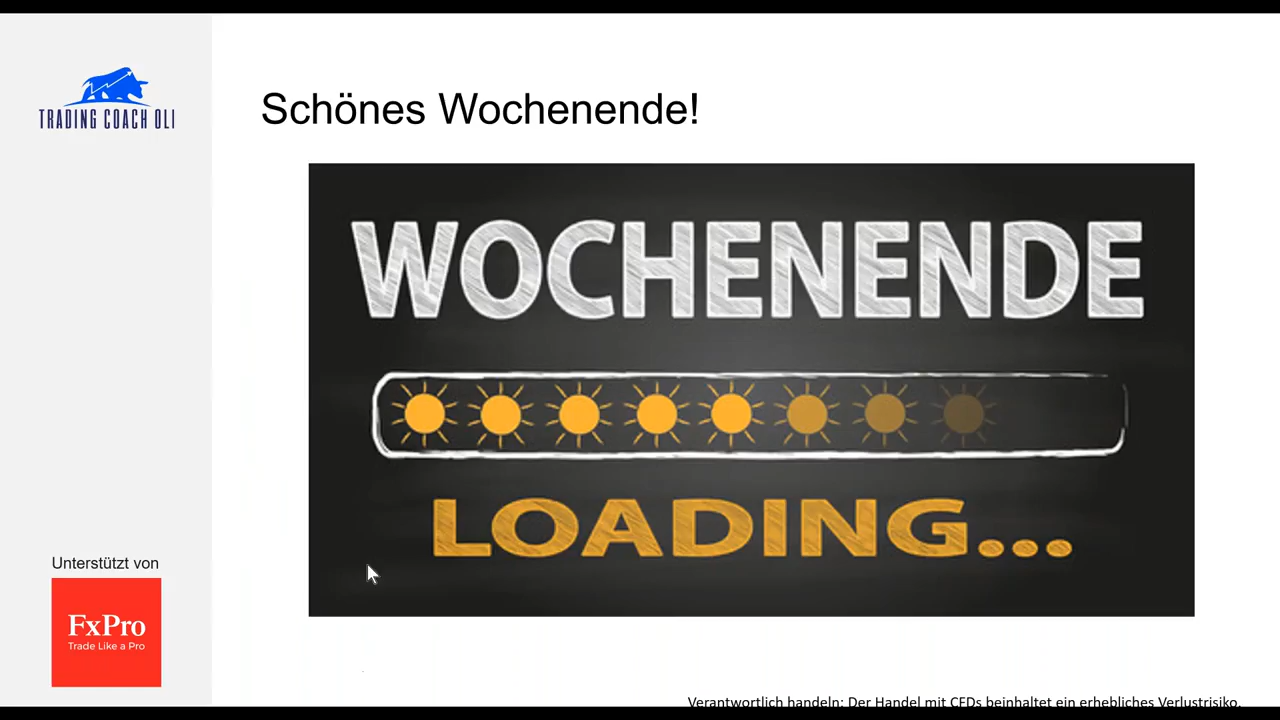 TRADING COACH OLI
Schönes Wochenende!
WOCHENENDE
LOADING...
Unterstützt von
FxPro
Trade Like a Pro
Verantwortlich handeln: Der Handel mit CFDs beinhaltet ein erhebliches Verlustrisiko.